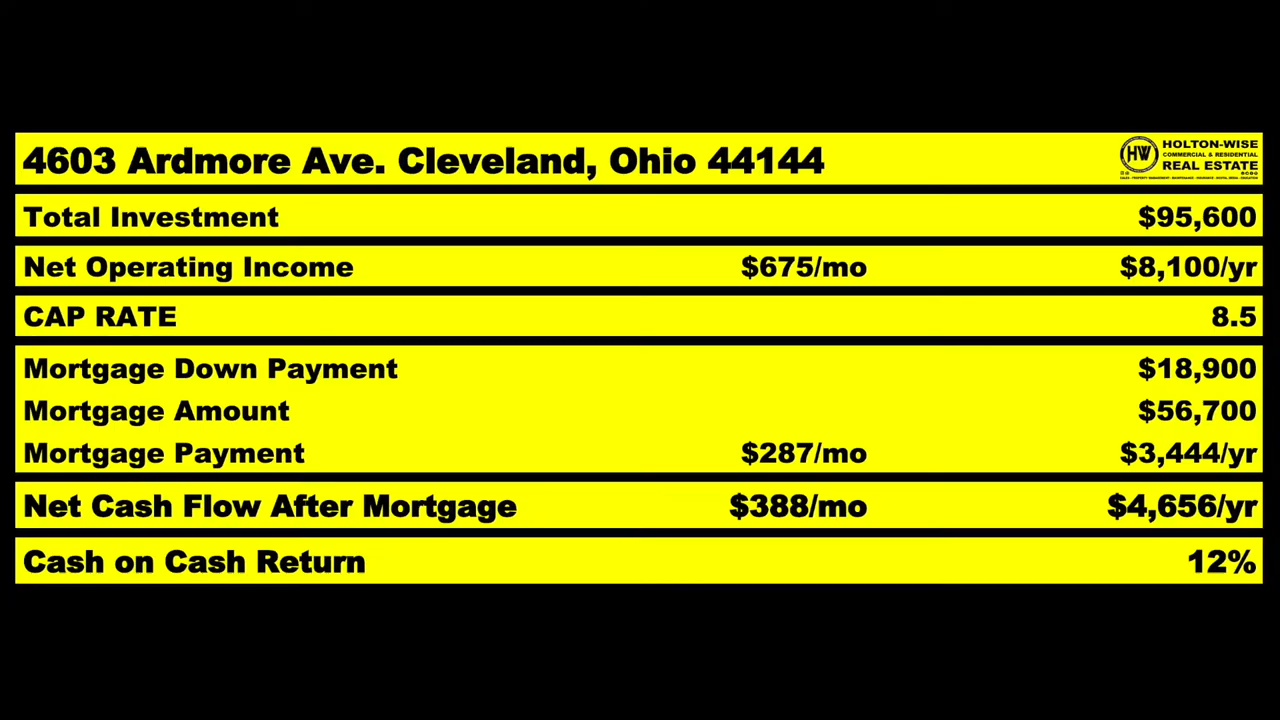 4603 Ardmore Ave. Cleveland, Ohio 44144
HW
HOLTON-WISE
COMMERCIAL & RESIDENTIAL
REAL ESTATE
Total Investment $95,600
Net Operating Income $675/mo $8,100/yr
CAP RATE 8.5
Mortgage Down Payment $18,900
Mortgage Amount $56,700
Mortgage Payment $287/mo $3,444/yr
Net Cash Flow After Mortgage $388/mo $4,656/yr
Cash on Cash Return 12%